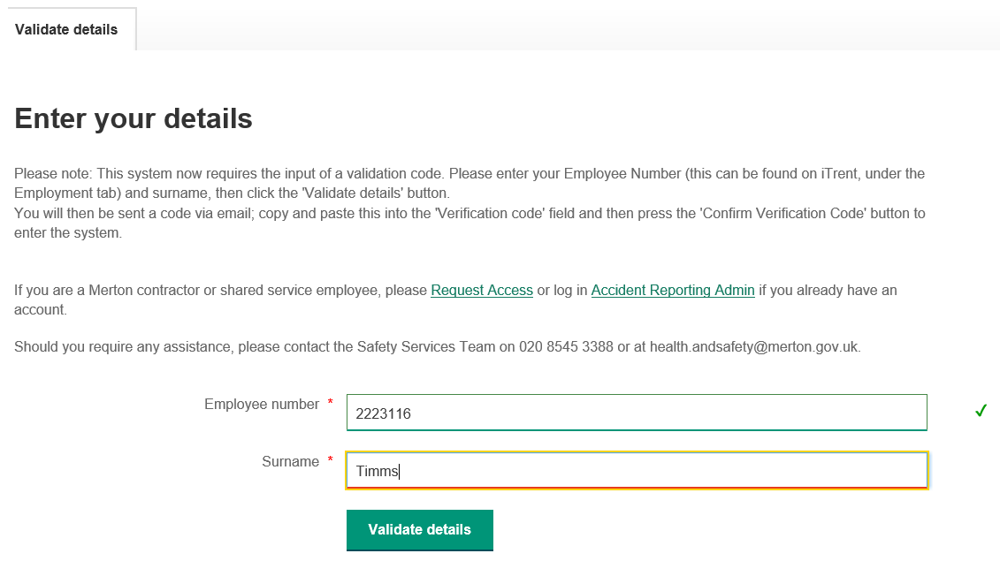 Validate details
Enter your details
Please note: This system now requires the input of a validation code. Please enter your Employee Number (this can be found on iTrent, under the
Employment tab) and surname, then click the 'Validate details' button.
You will then be sent a code via email; copy and paste this into the 'Verification code' field and then press the 'Confirm Verification Code' button to
enter the system.
If you are a Merton contractor or shared service employee, please Request Access or log in Accident Reporting Admin if you already have an
account.
Should you require any assistance, please contact the Safety Services Team on 020 8545 3388 or at health.andsafety@merton.gov.uk.
Employee number *
2223116
Surname *
Timms
Validate details